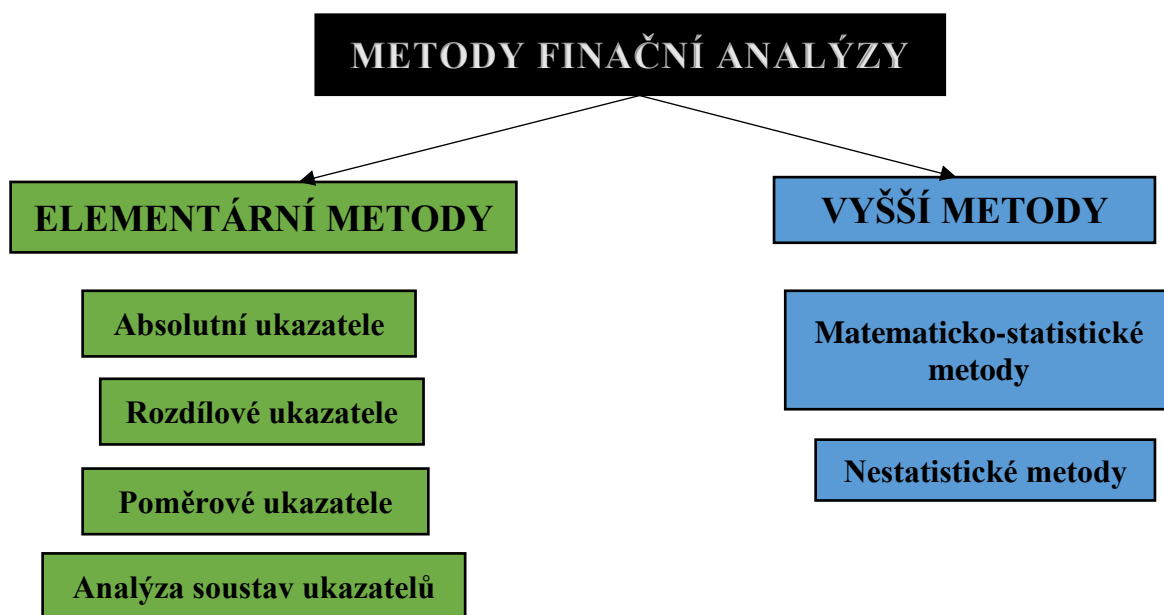 METODY FINAČNÍ ANALÝZY
ELEMENTÁRNÍ METODY
Absolutní ukazatele
Rozdílové ukazatele
Poměrové ukazatele
Analýza soustav ukazatelů
VYŠŠÍ METODY
Matematicko-statistické
metody
Nestatistické metody